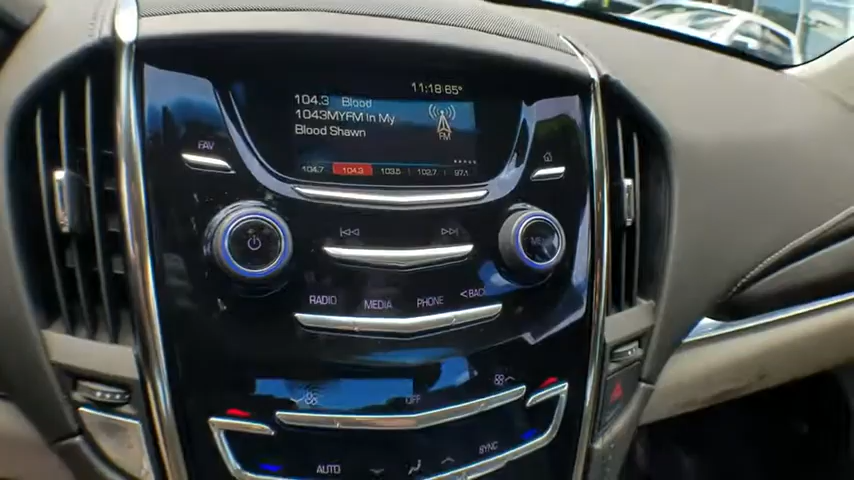 11:18 85°
104.3 Blood
1043MYFM In My
Blood Shawn
FM
104.7 104.3 103.5 102.7 97.1
FAV
RADIO MEDIA PHONE <BACK
OFF
AUTO SYNC